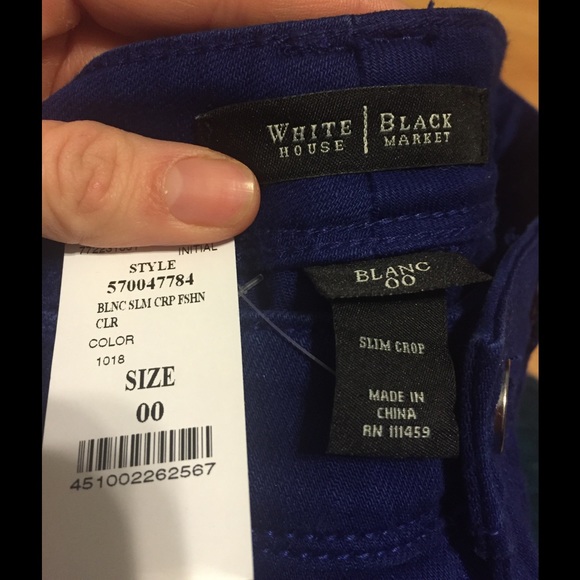 WHITE HOUSE | BLACK MARKET
BLANC
00
SLIM CROP
MADE IN
CHINA
RN 111459
INITIAL
STYLE
570047784
BLNC SLM CRP FSHN
CLR
COLOR
1018
SIZE
00
451002262567